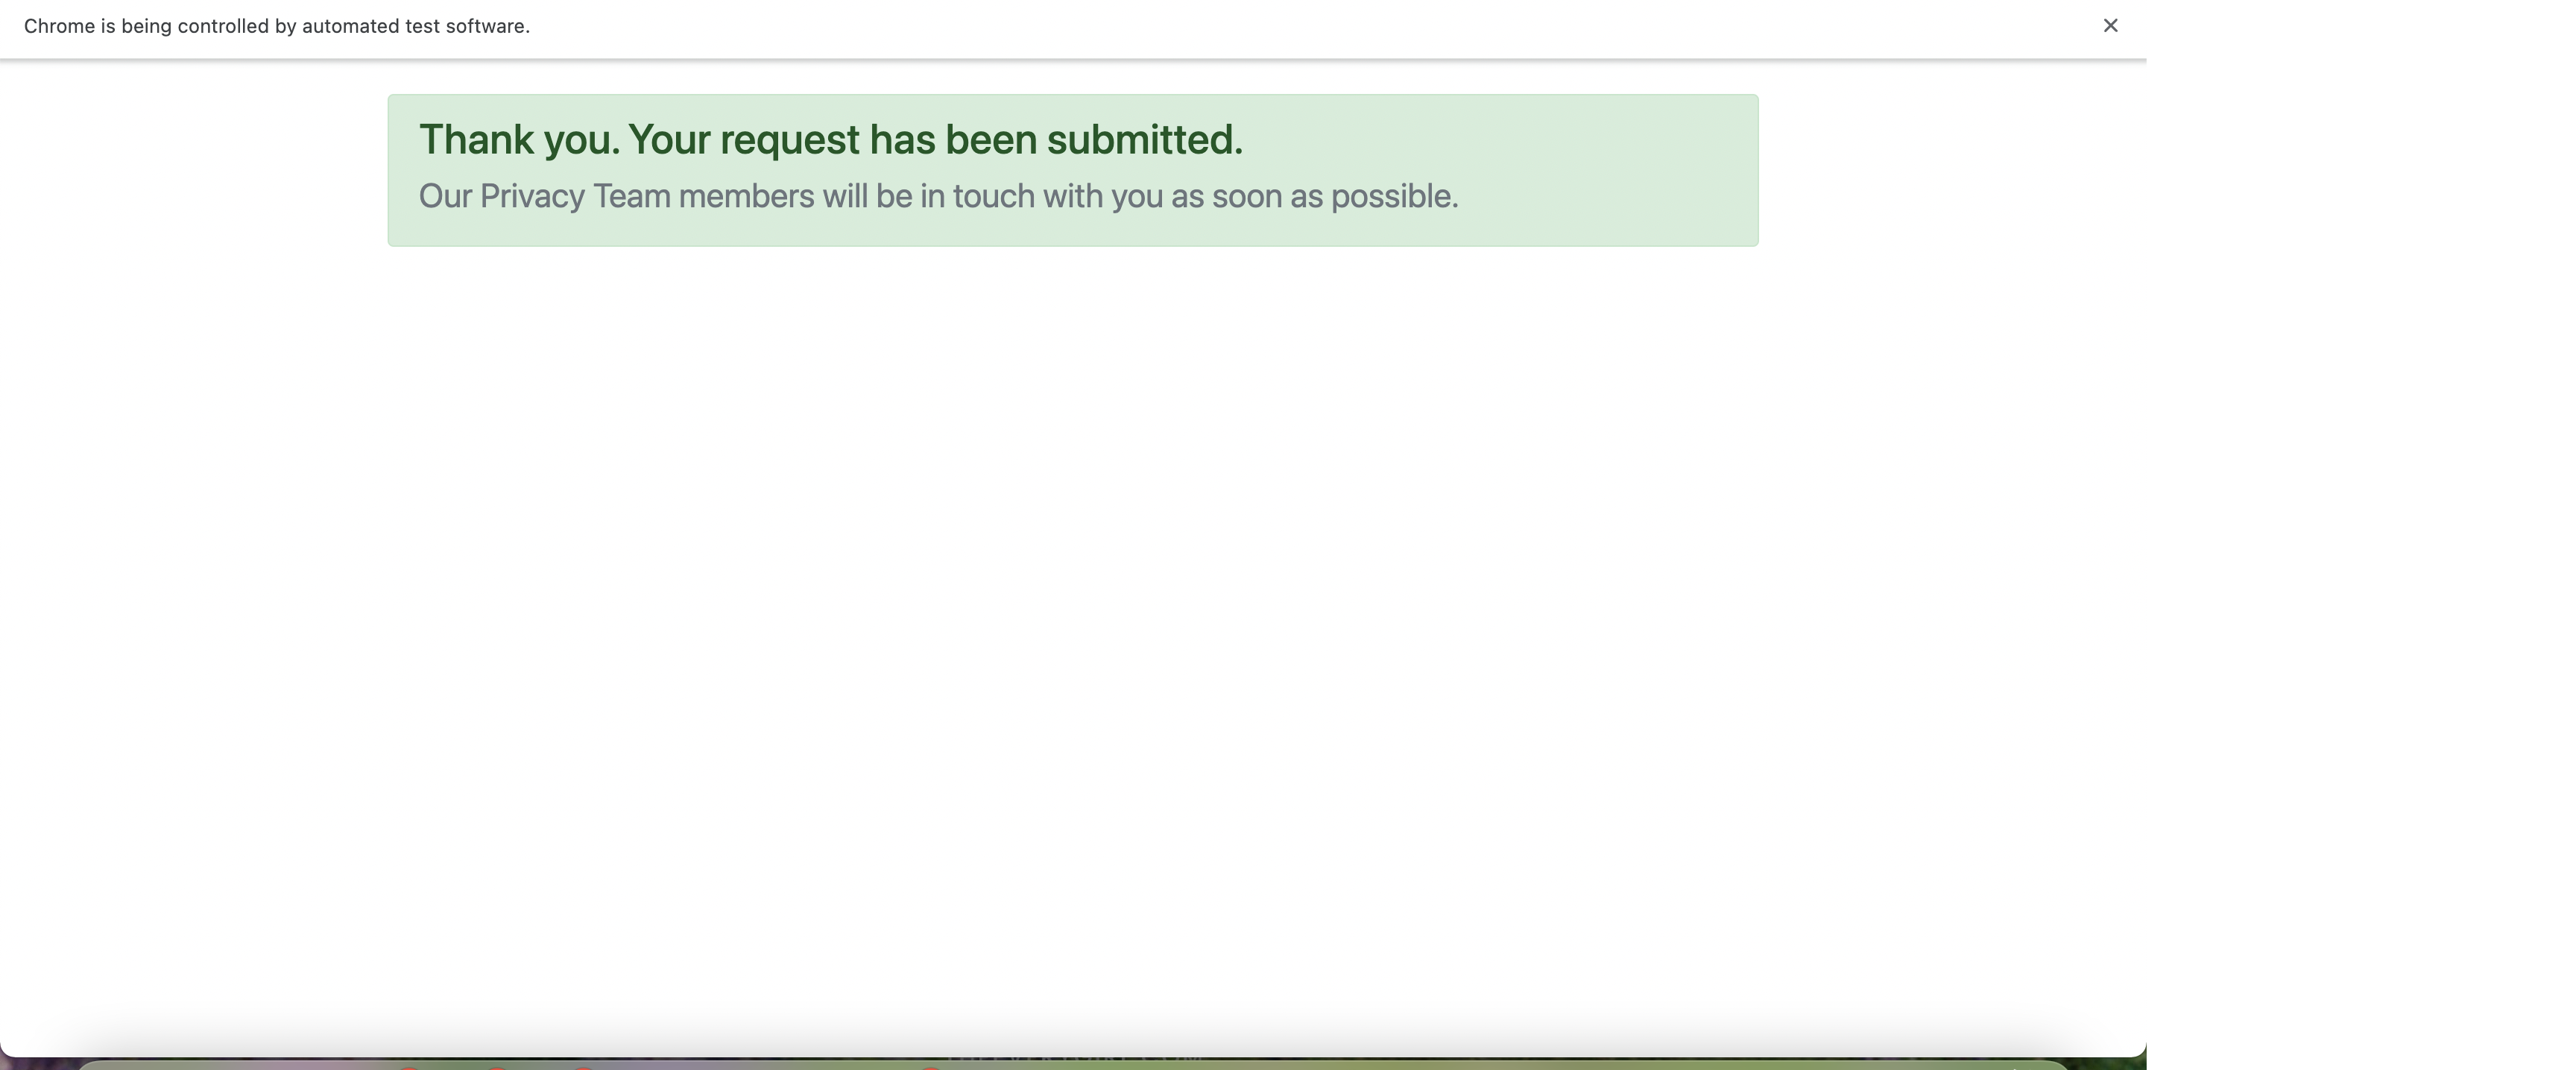 Chrome is being controlled by automated test software.
Thank you. Your request has been submitted.
Our Privacy Team members will be in touch with you as soon as possible.